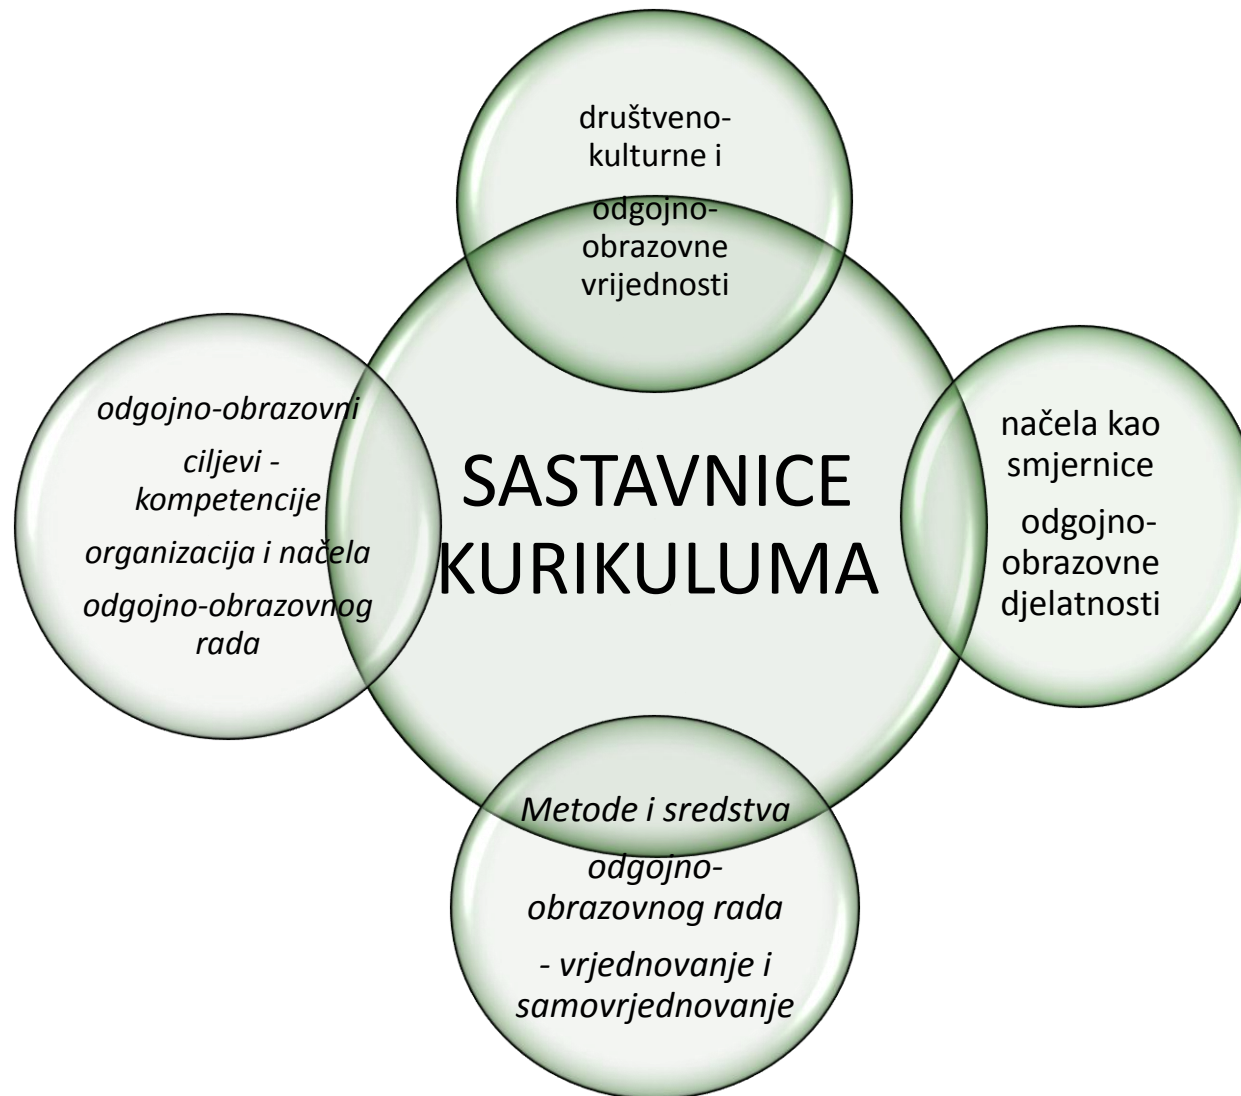 društveno-
kulturne i
odgojno-
obrazovne
vrijednosti
odgojno-obrazovni
ciljevi -
kompetencije
organizacija i načela
odgojno-obrazovnog
rada
SASTAVNICE
KURIKULUMA
načela kao
smjernice
odgojno-
obrazovne
djelatnosti
Metode i sredstva
odgojno-
obrazovnog rada
- vrjednovanje i
samovrjednovanje